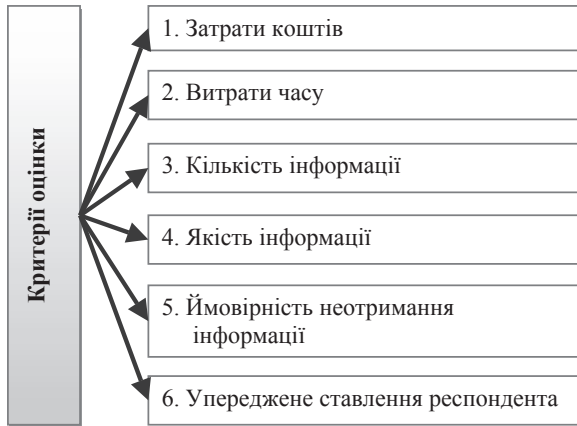 Критерії оцінки
1. Затрати коштів
2. Витрати часу
3. Кількість інформації
4. Якість інформації
5. Ймовірність неотримання
інформації
6. Упереджене ставлення респондента